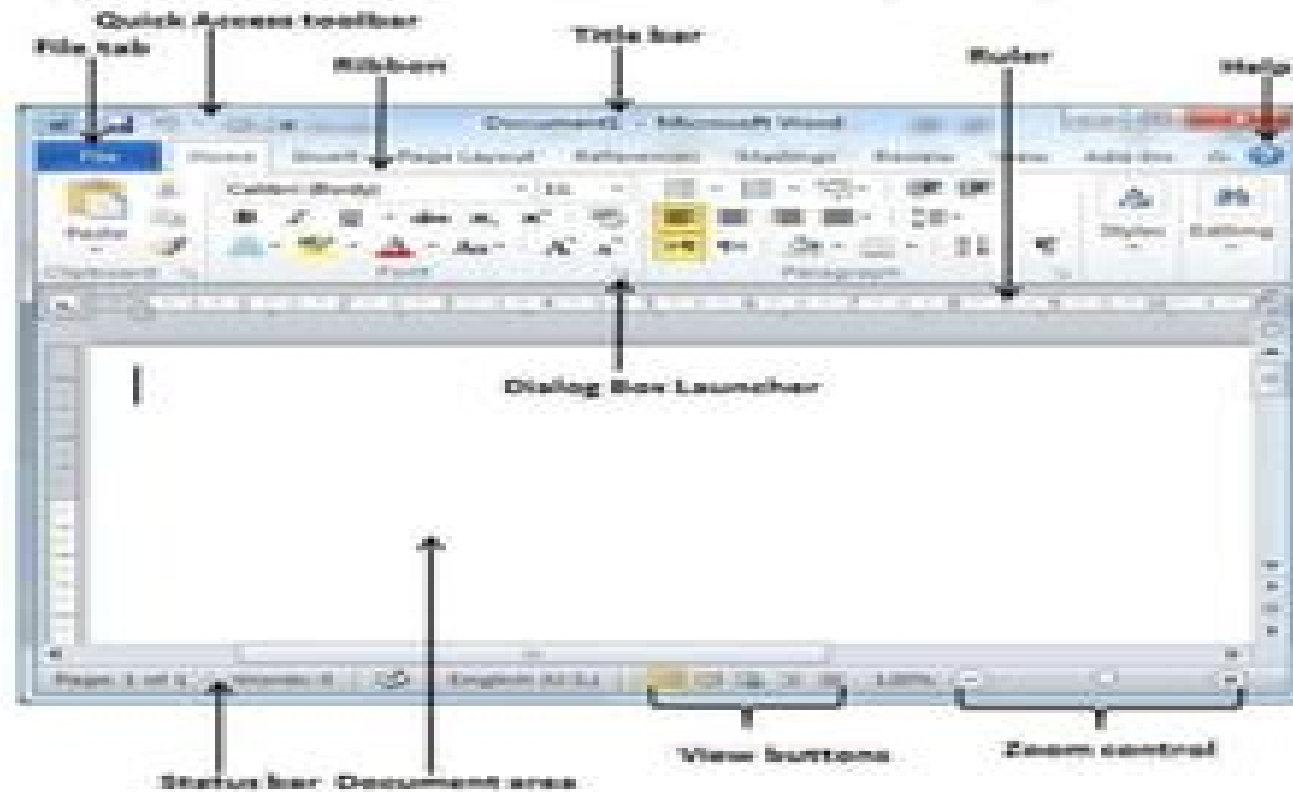 Quick Access toolbar
File tab
Ribbon
Title bar
Ruler
Help
Document1 - Microsoft Word
File Home Insert Page Layout References Mailings Review View Add-Ins
Calibri (Body)
Paste
Styles
Editing
Clipboard
Font
Paragraph
Dialog Box Launcher
Page: 1 of 1
Words: 0
English (U.S.)
View buttons
Zoom control
Status bar
Document area